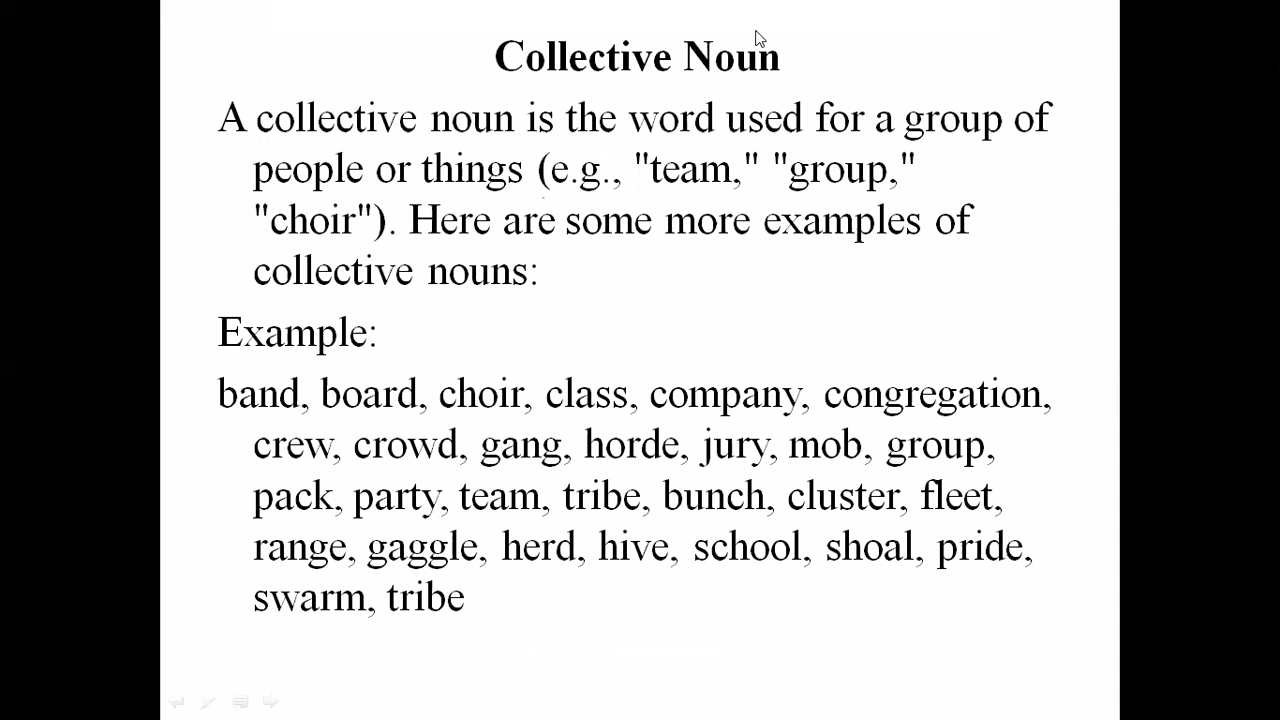 Collective Noun
A collective noun is the word used for a group of
people or things (e.g., "team," "group,"
"choir"). Here are some more examples of
collective nouns:
Example:
band, board, choir, class, company, congregation,
crew, crowd, gang, horde, jury, mob, group,
pack, party, team, tribe, bunch, cluster, fleet,
range, gaggle, herd, hive, school, shoal, pride,
swarm, tribe